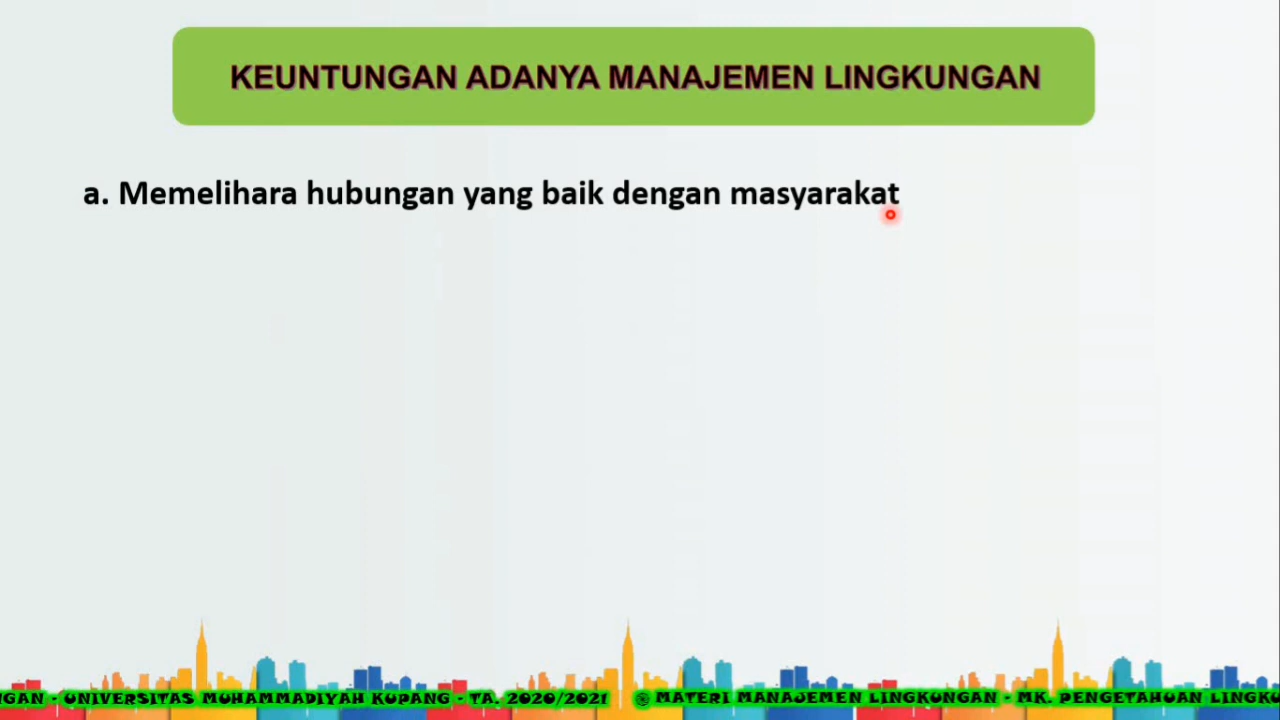 KEUNTUNGAN ADANYA MANAJEMEN LINGKUNGAN
a. Memelihara hubungan yang baik dengan masyarakat
NGAN - UNIVERSITAS MUHAMMADIYAH KUPANG - TA. 2020/2021 MATERI MANAJEMEN LINGKUNGAN - MK. PENGETAHUAN LINGKU